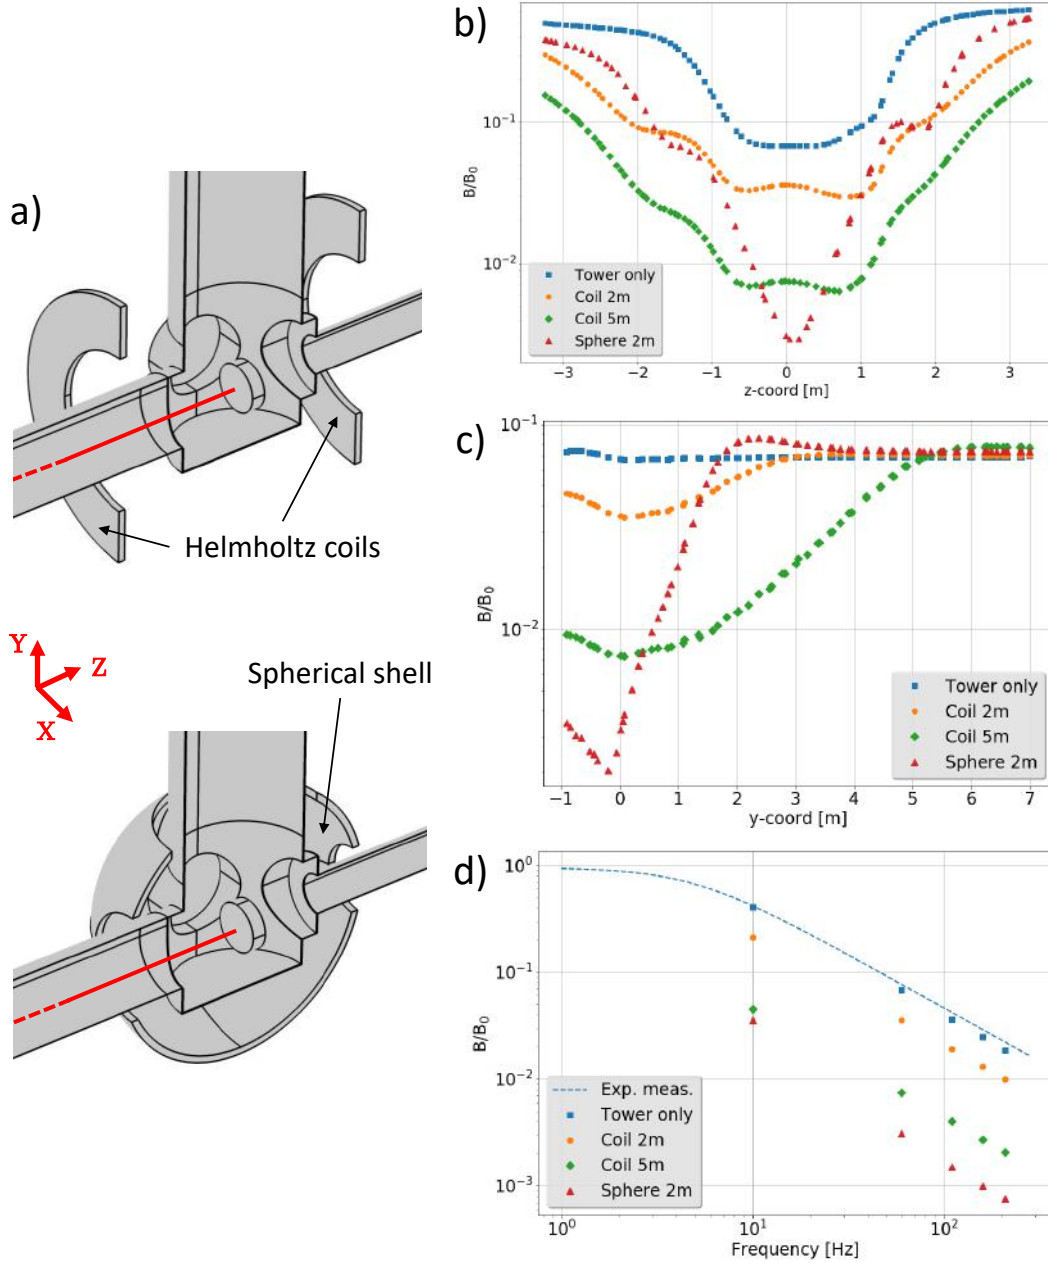 a)
Helmholtz coils
Y
Z
X
Spherical shell
b)
10⁻¹
10⁻²
B/B₀
Tower only
Coil 2m
Coil 5m
Sphere 2m
−3 −2 −1 0 1 2 3
z-coord [m]
c)
10⁻¹
10⁻²
B/B₀
Tower only
Coil 2m
Coil 5m
Sphere 2m
−1 0 1 2 3 4 5 6 7
y-coord [m]
d)
10⁰
10⁻¹
10⁻²
10⁻³
B/B₀
Exp. meas.
Tower only
Coil 2m
Coil 5m
Sphere 2m
10⁰ 10¹ 10²
Frequency [Hz]